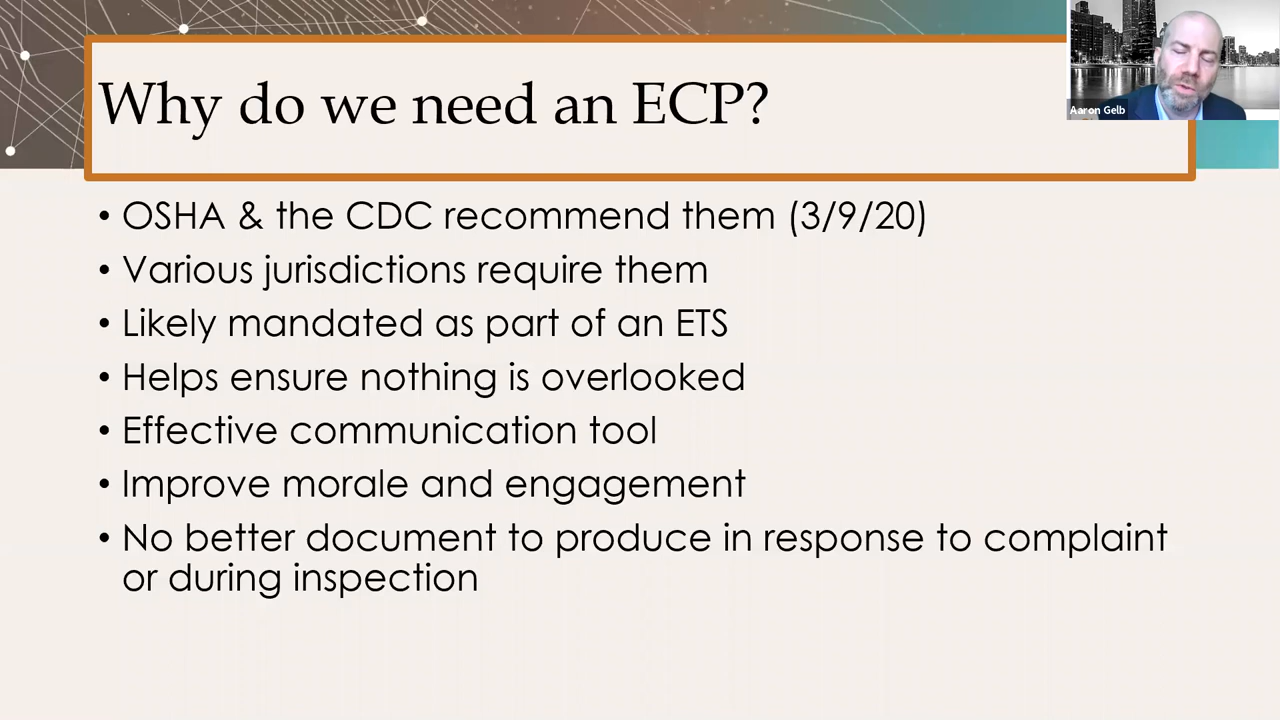 Why do we need an ECP?
Aaron Gelb
• OSHA & the CDC recommend them (3/9/20)
• Various jurisdictions require them
• Likely mandated as part of an ETS
• Helps ensure nothing is overlooked
• Effective communication tool
• Improve morale and engagement
• No better document to produce in response to complaint
or during inspection